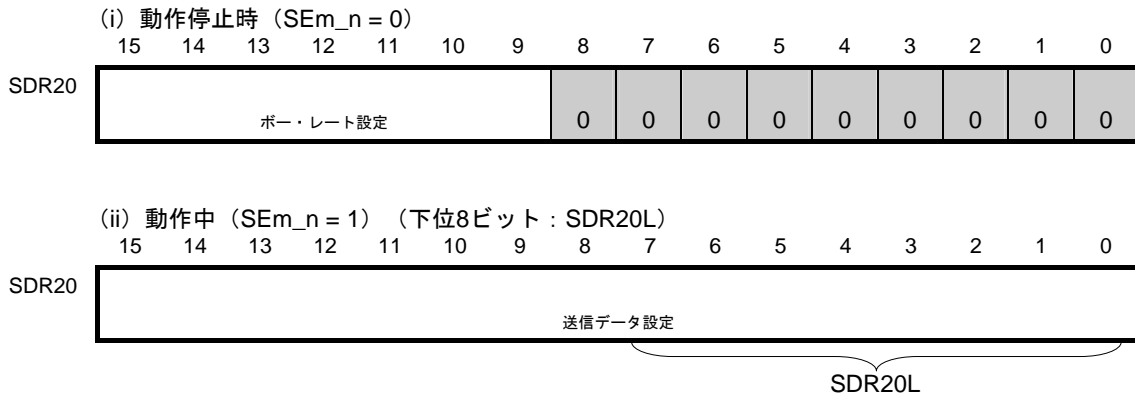 (i) 動作停止時（SEm_n = 0）
15 14 13 12 11 10 9 8 7 6 5 4 3 2 1 0
SDR20
ボー・レート設定 0 0 0 0 0 0 0 0 0
(ii) 動作中（SEm_n = 1）（下位8ビット：SDR20L）
15 14 13 12 11 10 9 8 7 6 5 4 3 2 1 0
SDR20
送信データ設定
SDR20L